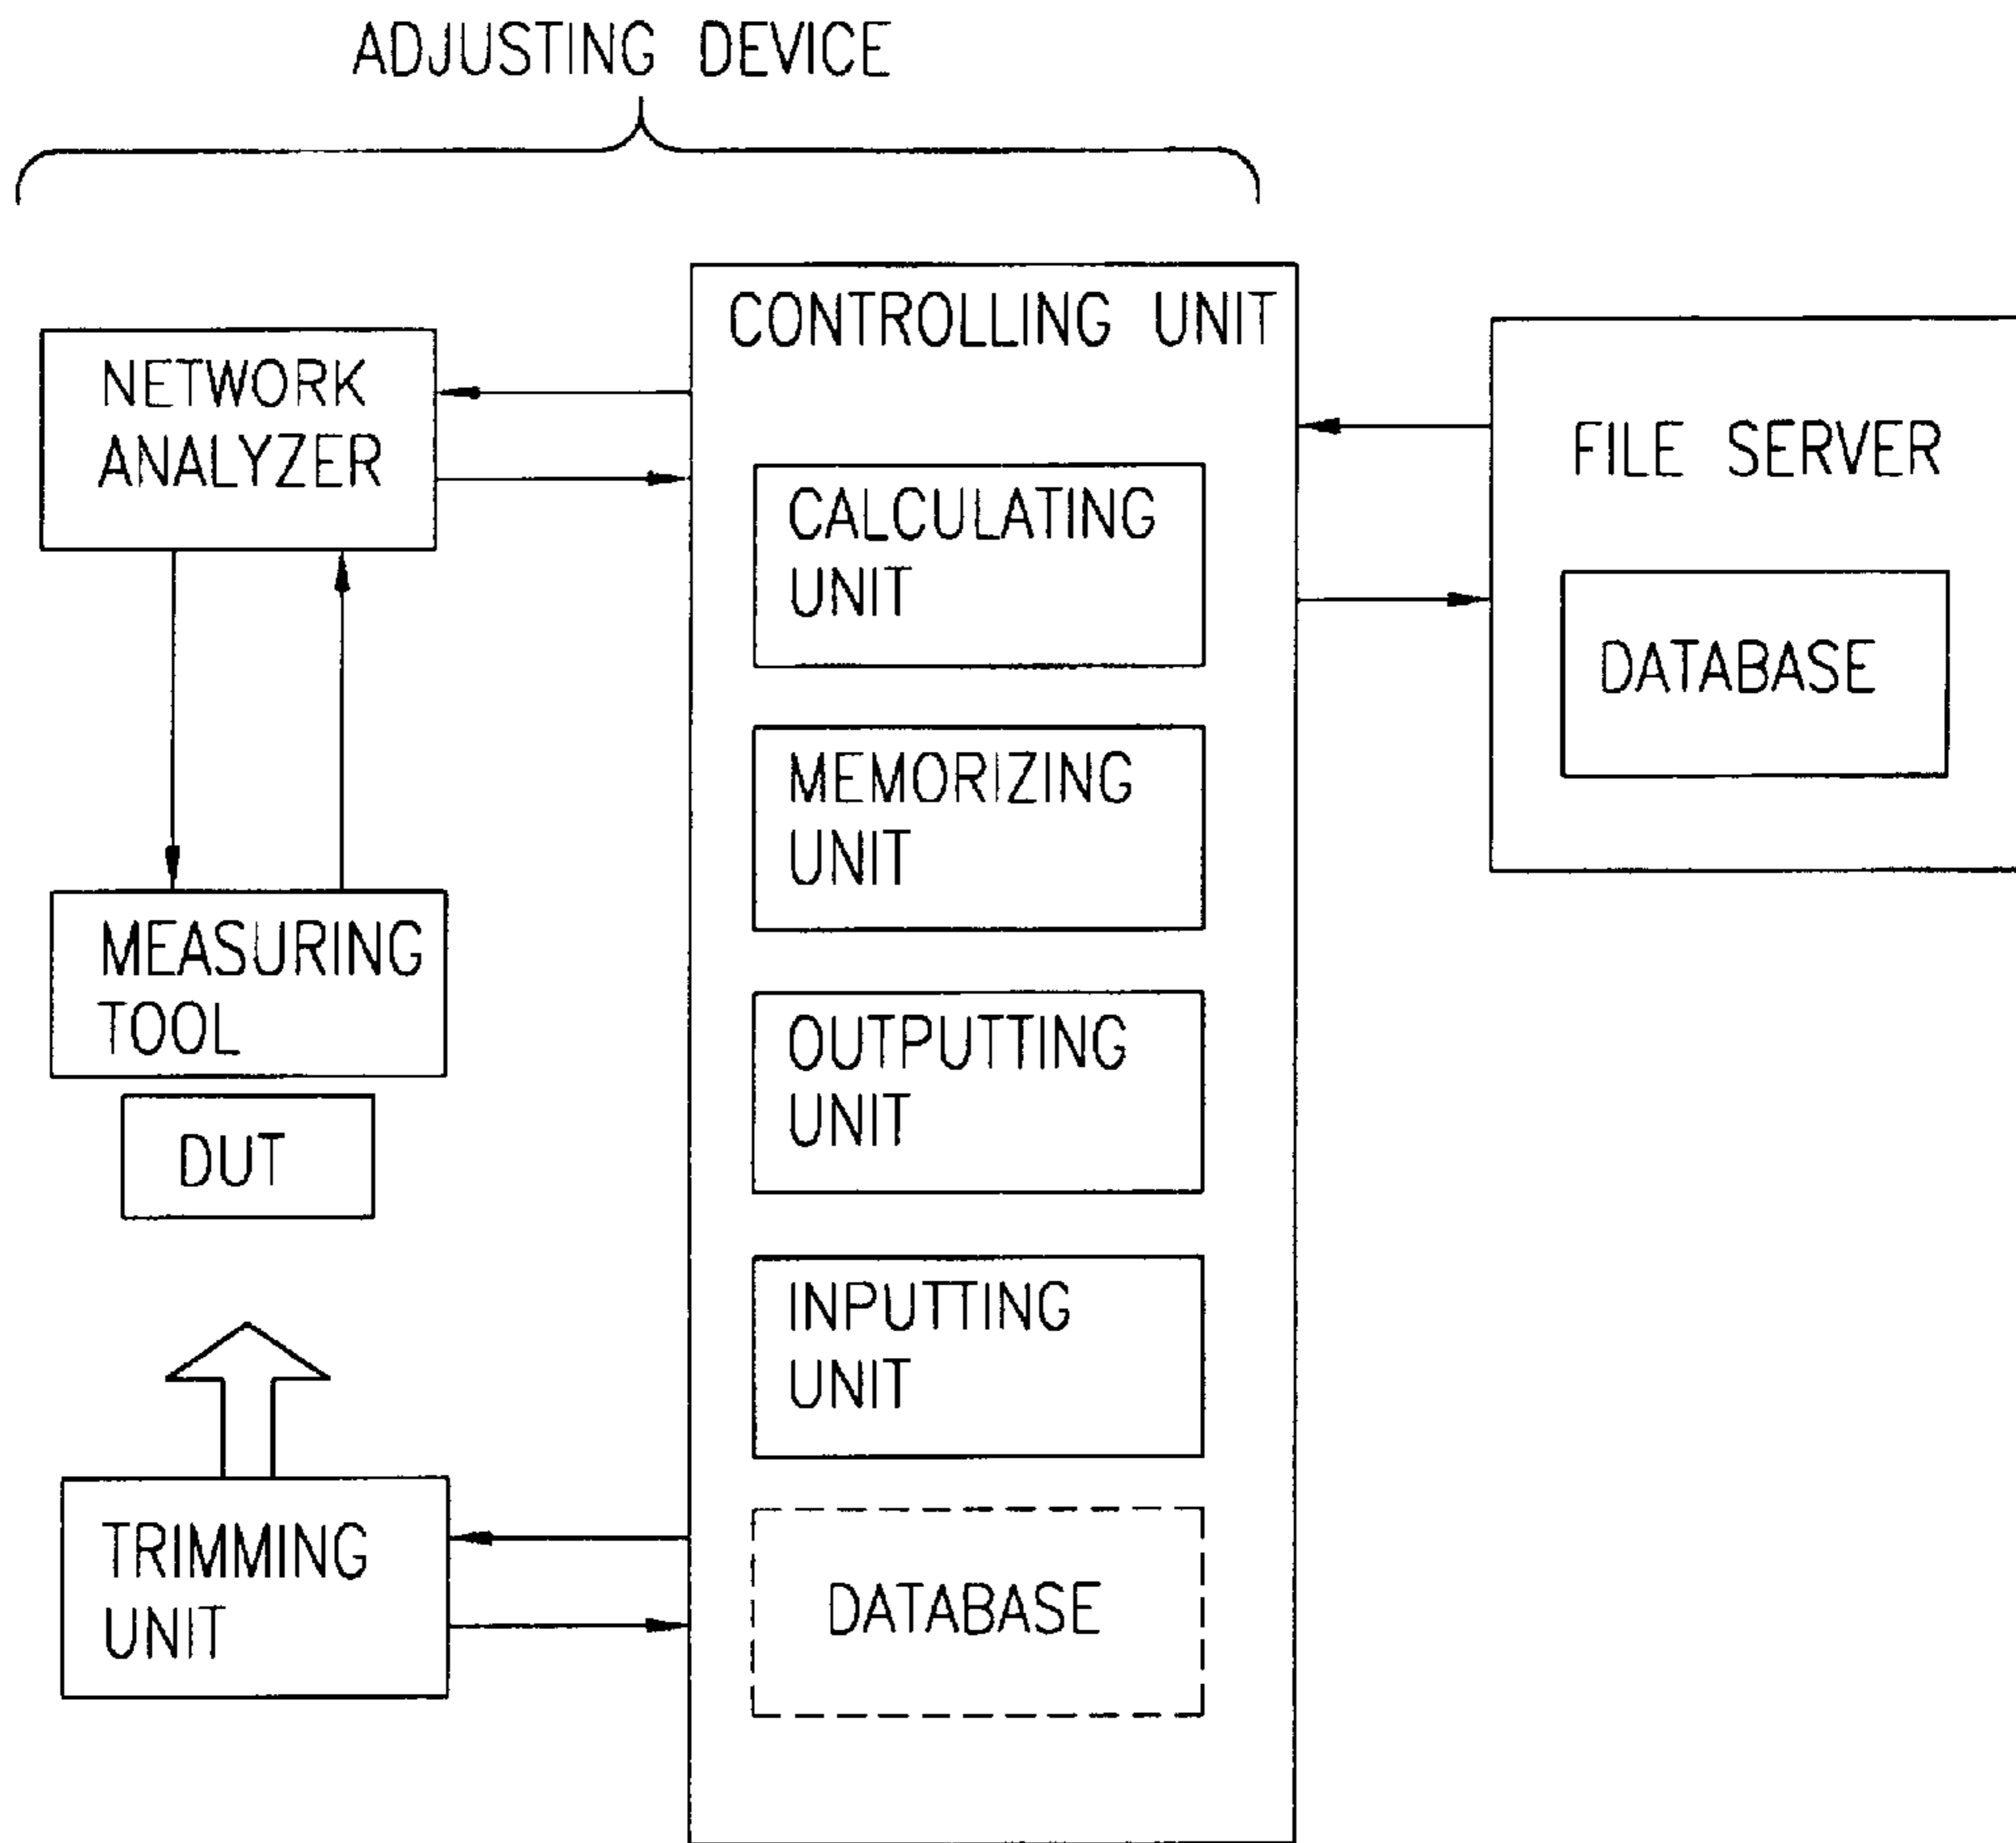 ADJUSTING DEVICE
NETWORK
ANALYZER
MEASURING
TOOL
DUT
TRIMMING
UNIT
CONTROLLING UNIT
CALCULATING
UNIT
MEMORIZING
UNIT
OUTPUTTING
UNIT
INPUTTING
UNIT
DATABASE
FILE SERVER
DATABASE